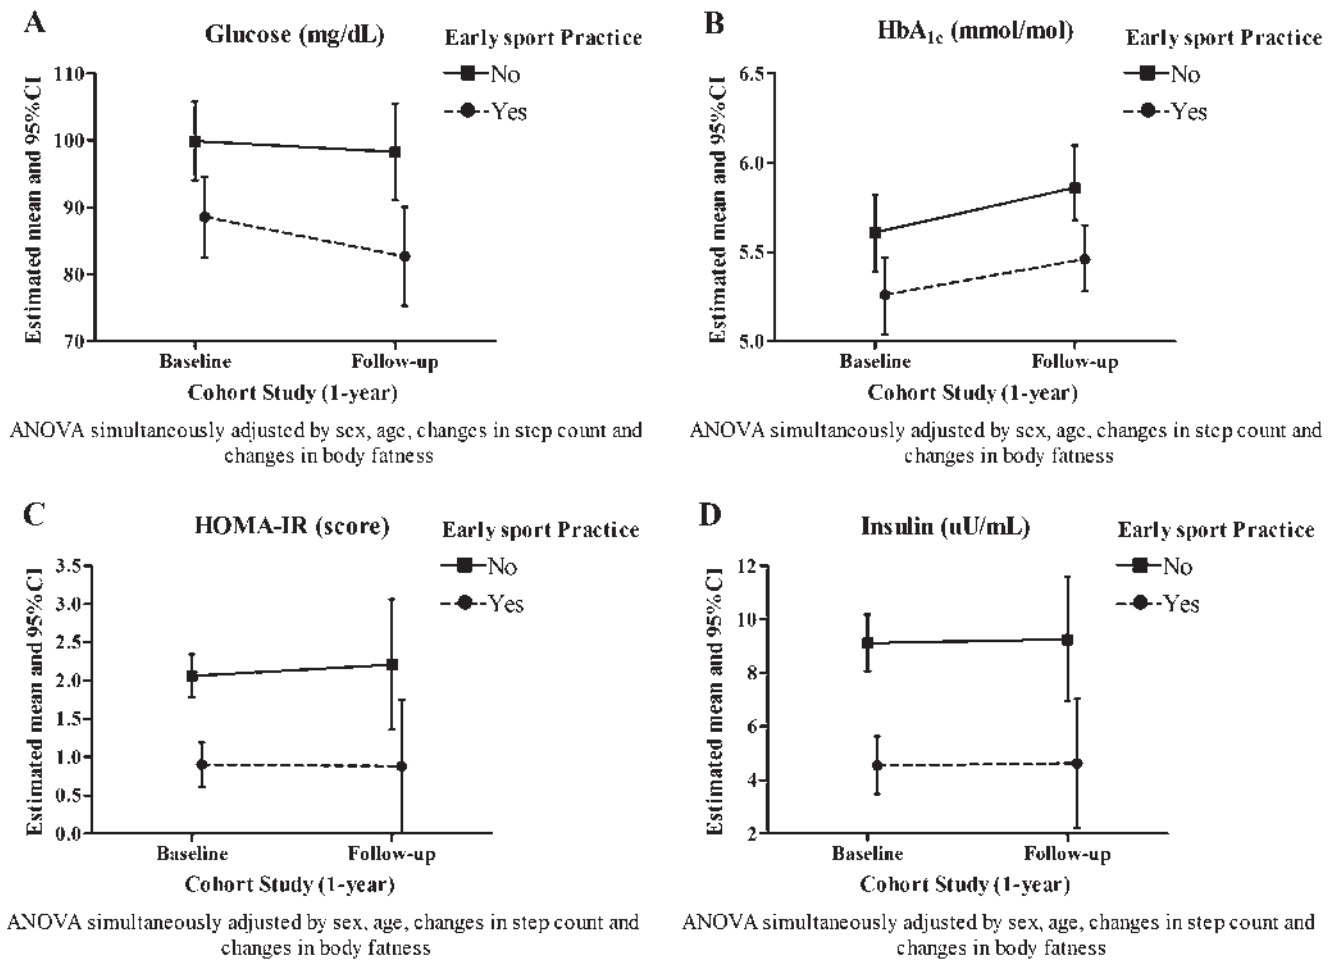 A
Glucose (mg/dL)
Early sport Practice
No
Yes
Estimated mean and 95%CI
110
100
90
80
70
Baseline
Follow-up
Cohort Study (1-year)
ANOVA simultaneously adjusted by sex, age, changes in step count and
changes in body fatness
B
HbA1c (mmol/mol)
Early sport Practice
No
Yes
Estimated mean and 95%CI
6.5
6.0
5.5
5.0
Baseline
Follow-up
Cohort Study (1-year)
ANOVA simultaneously adjusted by sex, age, changes in step count and
changes in body fatness
C
HOMA-IR (score)
Early sport Practice
No
Yes
Estimated mean and 95%CI
3.5
3.0
2.5
2.0
1.5
1.0
0.5
0.0
Baseline
Follow-up
Cohort Study (1-year)
ANOVA simultaneously adjusted by sex, age, changes in step count and
changes in body fatness
D
Insulin (uU/mL)
Early sport Practice
No
Yes
Estimated mean and 95%CI
12
10
8
6
4
2
Baseline
Follow-up
Cohort Study (1-year)
ANOVA simultaneously adjusted by sex, age, changes in step count and
changes in body fatness